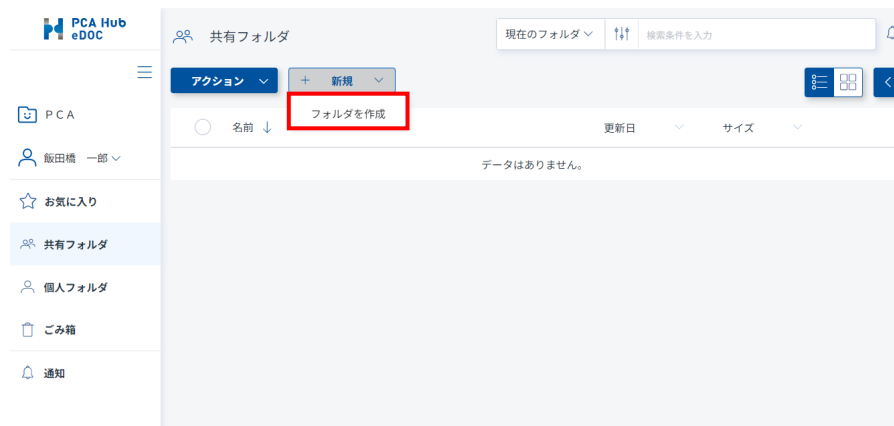 PCA Hub
eDOC
共有フォルダ
現在のフォルダ
検索条件を入力
アクション
+ 新規
フォルダを作成
PCA
飯田橋 一郎
名前 ↓
更新日
サイズ
データはありません。
お気に入り
共有フォルダ
個人フォルダ
ごみ箱
通知